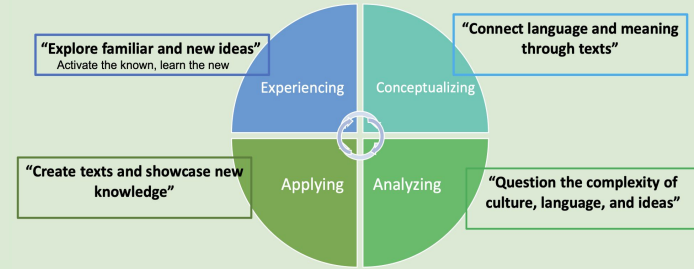 “Explore familiar and new ideas”
Activate the known, learn the new
“Connect language and meaning
through texts”
Experiencing
Conceptualizing
“Create texts and showcase new
knowledge”
Applying
Analyzing
“Question the complexity of
culture, language, and ideas”